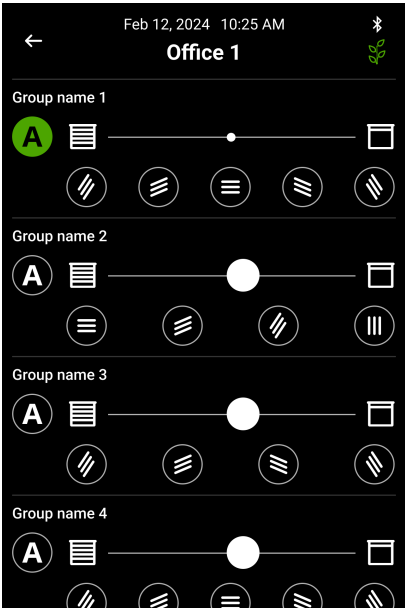 Feb 12, 2024 10:25 AM
Office 1
Group name 1
A
Group name 2
A
Group name 3
A
Group name 4
A